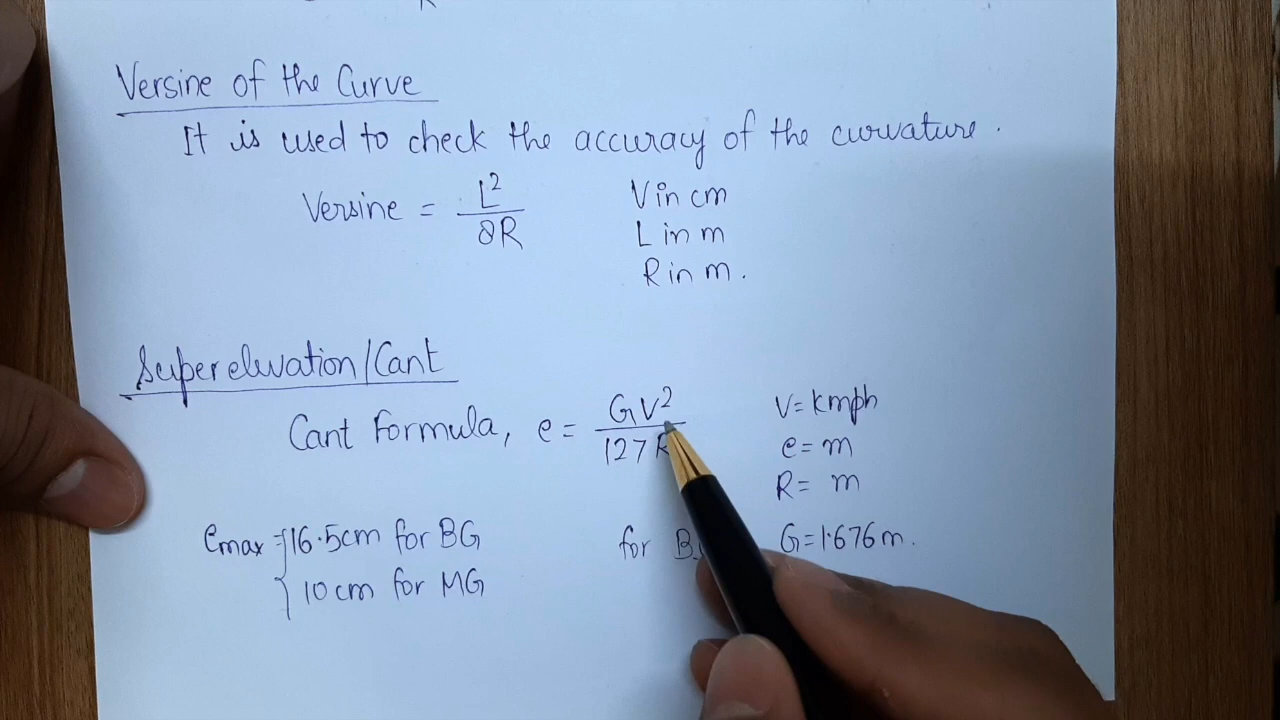 Versine of the Curve
It is used to check the accuracy of the curvature.
Versine = L²/8R
V in cm
L in m
R in m.
Superelevation/Cant
Cant Formula, e = GV²/127R
V = kmph
e = m
R = m
emax = { 16.5cm for BG
10 cm for MG
for
G = 1.676m.